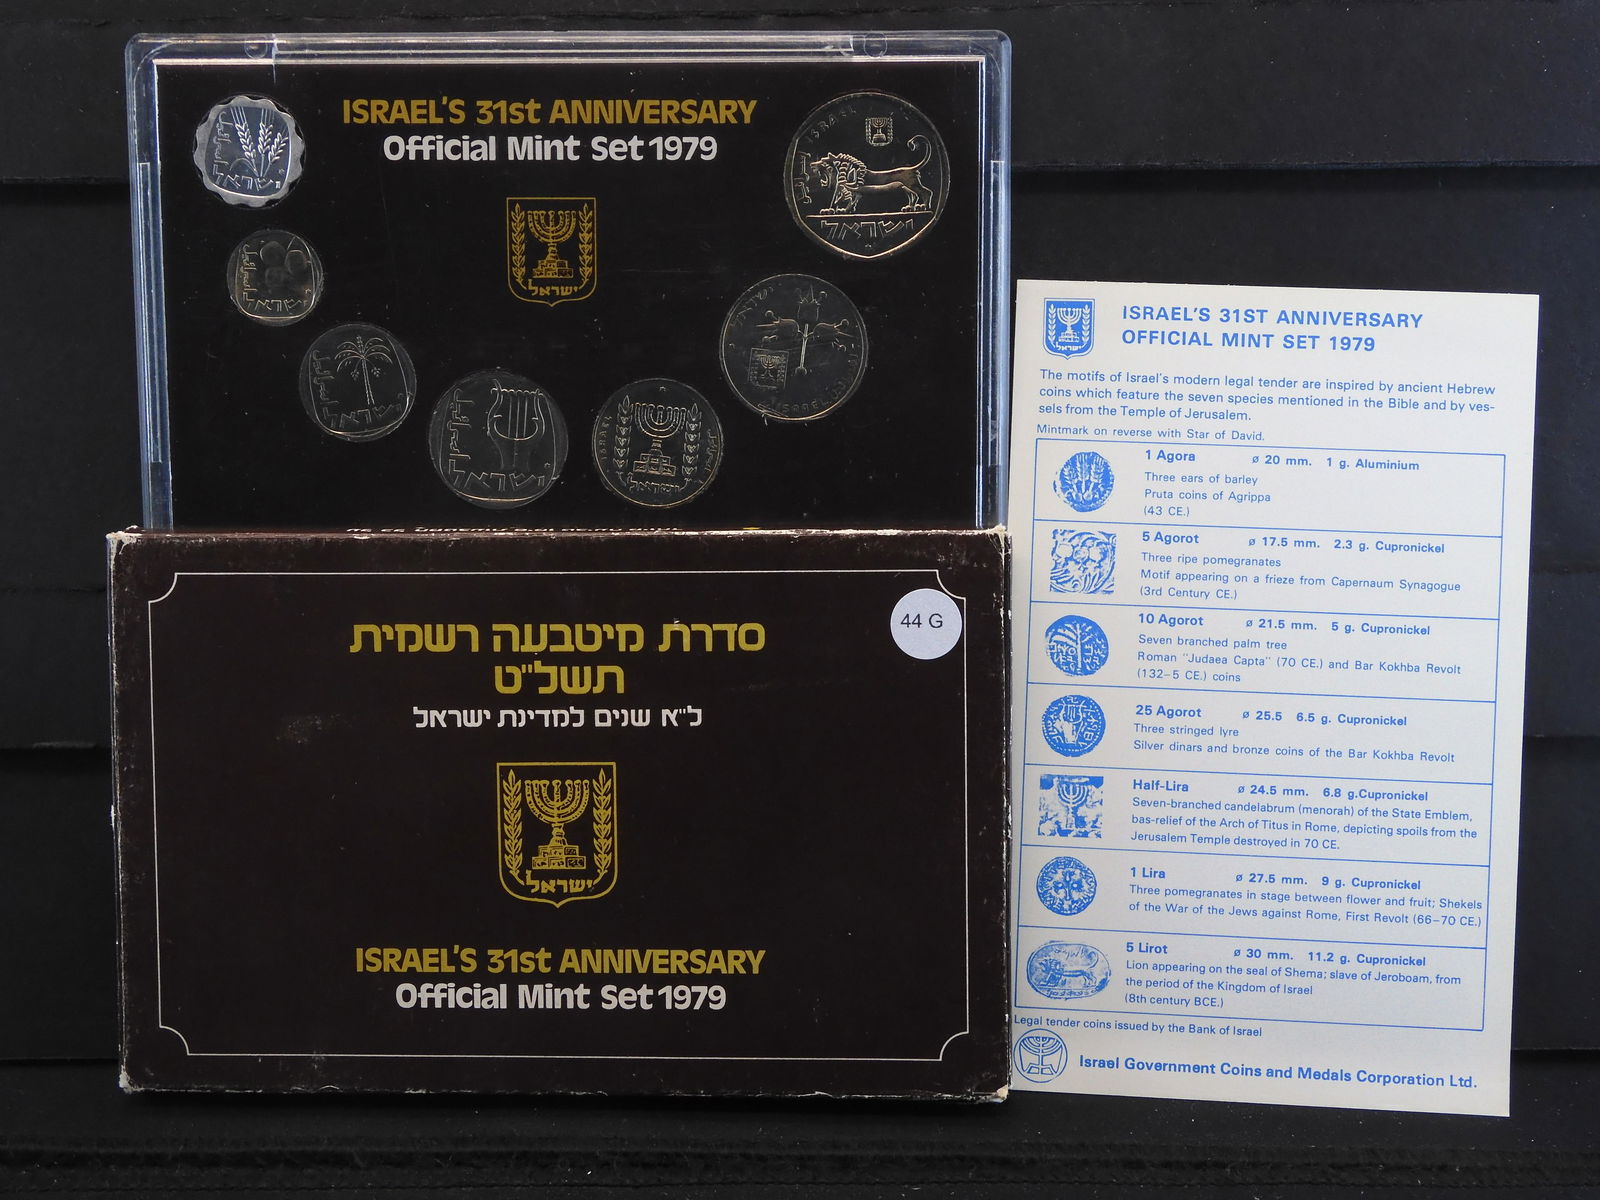 ISRAEL'S 31st ANNIVERSARY
Official Mint Set 1979
ישראל
ישראל
ישראל
ישראל
ישראל
ישראל
ISRAEL
ישראל
ישראל
ISRAEL
ISRAEL
ישראל
סדרת מיטבעה רשמית
תשל"ט
ל"א שנים למדינת ישראל
44 G
ישראל
ISRAEL'S 31st ANNIVERSARY
Official Mint Set 1979
ISRAEL'S 31ST ANNIVERSARY
OFFICIAL MINT SET 1979
The motifs of Israel's modern legal tender are inspired by ancient Hebrew
coins which feature the seven species mentioned in the Bible and by ves-
sels from the Temple of Jerusalem.
Mintmark on reverse with Star of David.
1 Agora ø 20 mm. 1 g. Aluminium
Three ears of barley
Pruta coins of Agrippa
(43 CE.)
5 Agorot ø 17.5 mm. 2.3 g. Cupronickel
Three ripe pomegranates
Motif appearing on a frieze from Capernaum Synagogue
(3rd Century CE.)
10 Agorot ø 21.5 mm. 5 g. Cupronickel
Seven branched palm tree
Roman "Judaea Capta" (70 CE.) and Bar Kokhba Revolt
(132-5 CE.) coins
25 Agorot ø 25.5 6.5 g. Cupronickel
Three stringed lyre
Silver dinars and bronze coins of the Bar Kokhba Revolt
Half-Lira ø 24.5 mm. 6.8 g.Cupronickel
Seven-branched candelabrum (menorah) of the State Emblem,
bas-relief of the Arch of Titus in Rome, depicting spoils from the
Jerusalem Temple destroyed in 70 CE.
1 Lira ø 27.5 mm. 9 g. Cupronickel
Three pomegranates in stage between flower and fruit; Shekels
of the War of the Jews against Rome, First Revolt (66-70 CE.)
5 Lirot ø 30 mm. 11.2 g. Cupronickel
Lion appearing on the seal of Shema; slave of Jeroboam, from
the period of the Kingdom of Israel
(8th century BCE.)
Legal tender coins issued by the Bank of Israel
Israel Government Coins and Medals Corporation Ltd.